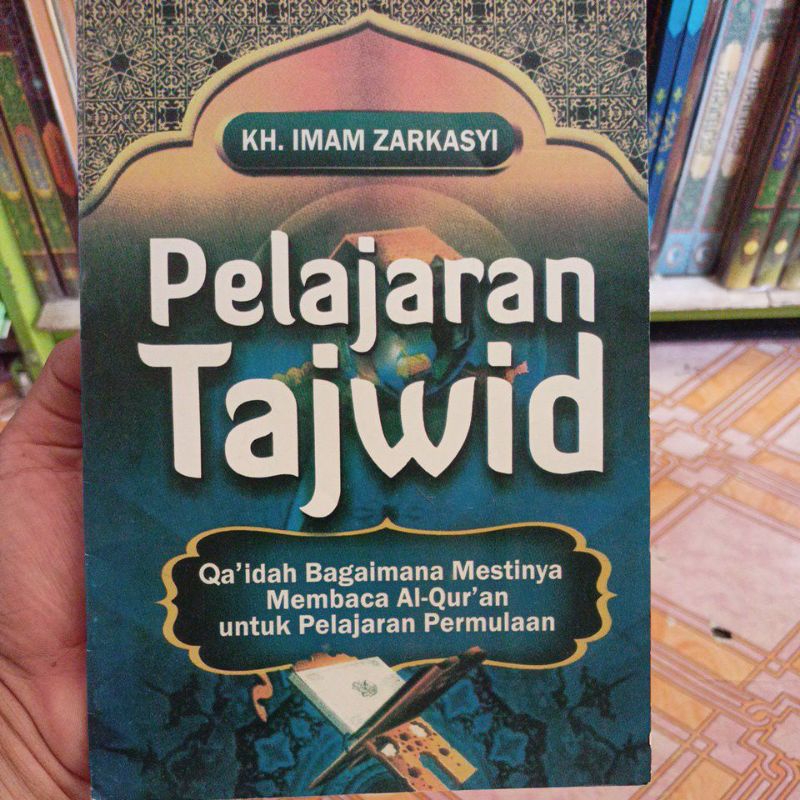 KH. IMAM ZARKASYI
Pelajaran
Tajwid
Qa'idah Bagaimana Mestinya
Membaca Al-Qur'an
untuk Pelajaran Permulaan